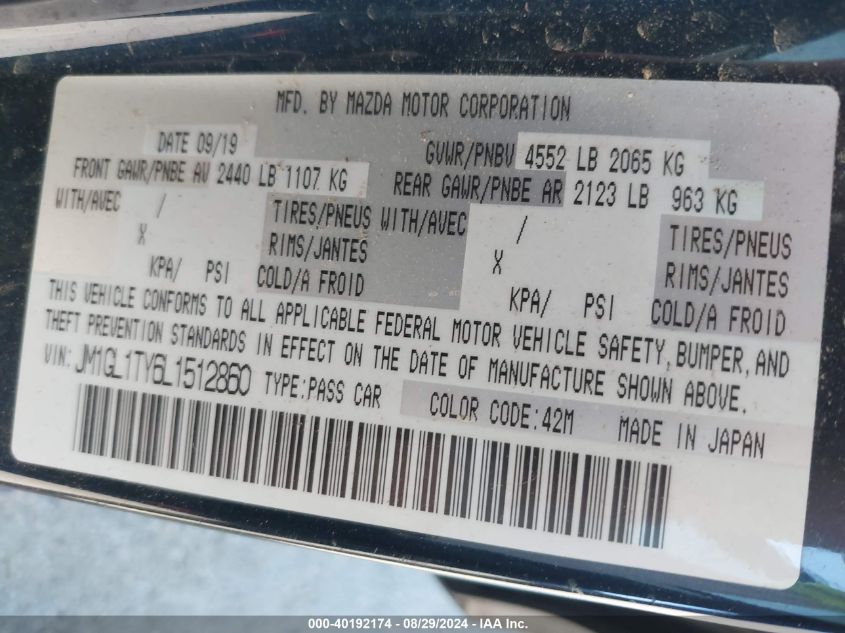 MFD. BY MAZDA MOTOR CORPORATION
DATE 09/19 GVWR/PNBV 4552 LB 2065 KG
FRONT GAWR/PNBE AV 2440 LB 1107 KG REAR GAWR/PNBE AR 2123 LB 963 KG
WITH/AVEC / TIRES/PNEUS WITH/AVEC / TIRES/PNEUS
X RIMS/JANTES X RIMS/JANTES
KPA/ PSI COLD/A FROID KPA/ PSI COLD/A FROID
THIS VEHICLE CONFORMS TO ALL APPLICABLE FEDERAL MOTOR VEHICLE SAFETY, BUMPER, AND
THEFT PREVENTION STANDARDS IN EFFECT ON THE DATE OF MANUFACTURE SHOWN ABOVE.
VIN: JM1GL1TY6L1512860 TYPE:PASS CAR COLOR CODE:42M MADE IN JAPAN
000-40192174 - 08/29/2024 - IAAI, Inc.